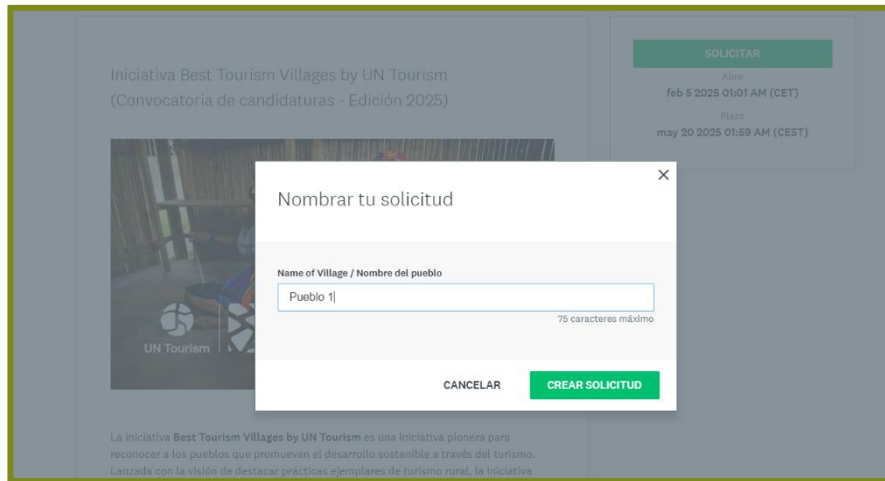 Iniciativa Best Tourism Villages by UN Tourism
(Convocatoria de candidaturas - Edición 2025)
SOLICITAR
Abre
feb 5 2025 01:01 AM (CET)
Plazo
may 20 2025 01:59 AM (CEST)
Nombrar tu solicitud
Name of Village / Nombre del pueblo
Pueblo 1
75 caracteres máximo
CANCELAR
CREAR SOLICITUD
UN Tourism
La Iniciativa Best Tourism Villages by UN Tourism es una iniciativa pionera para
reconocer a los pueblos que promueven el desarrollo sostenible a través del turismo.
Lanzada con la visión de destacar prácticas ejemplares de turismo rural, la Iniciativa